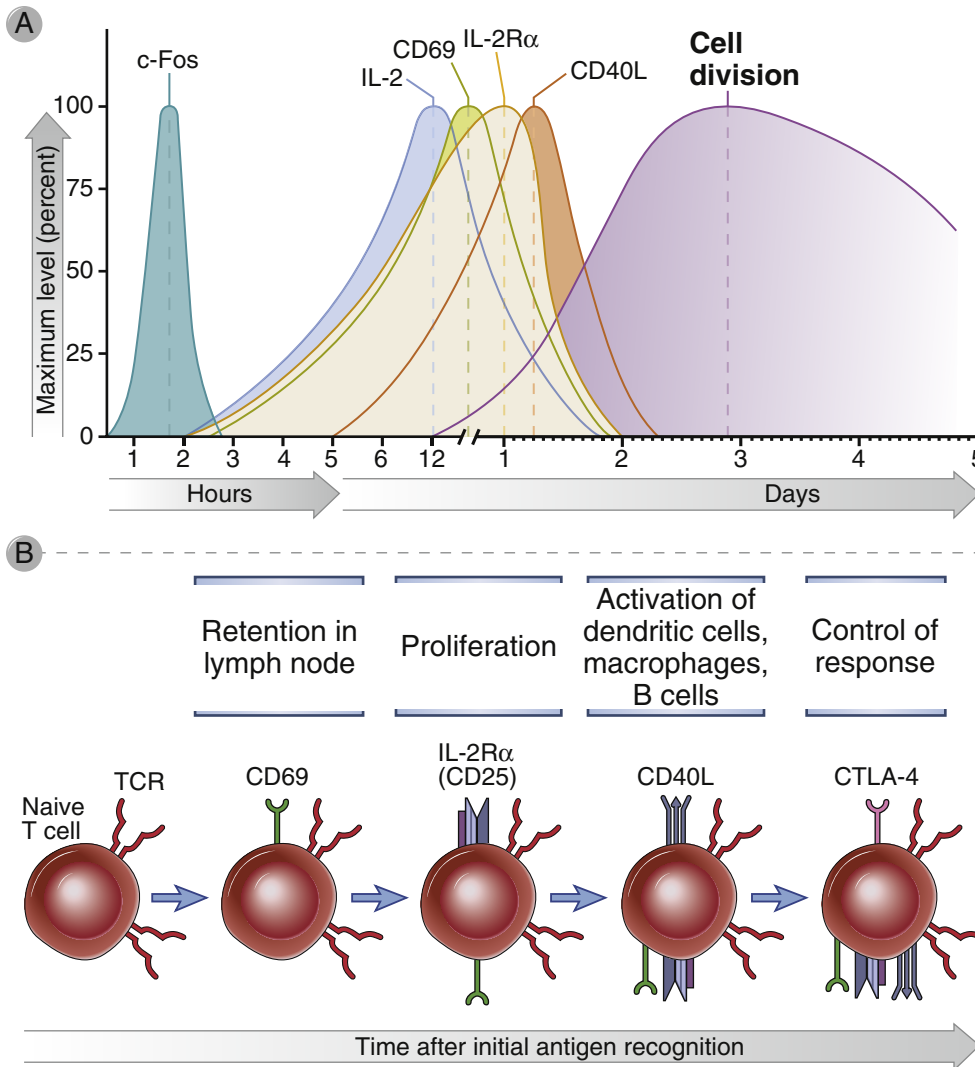 A
c-Fos
IL-2
CD69
IL-2Rα
CD40L
Cell
division
Maximum level (percent)
100
75
50
25
0
1 2 3 4 5 6 12 1 2 3 4 5
Hours
Days
B
Retention in
lymph node
Proliferation
Activation of
dendritic cells,
macrophages,
B cells
Control of
response
Naive
T cell
TCR
CD69
IL-2Rα
(CD25)
CD40L
CTLA-4
Time after initial antigen recognition